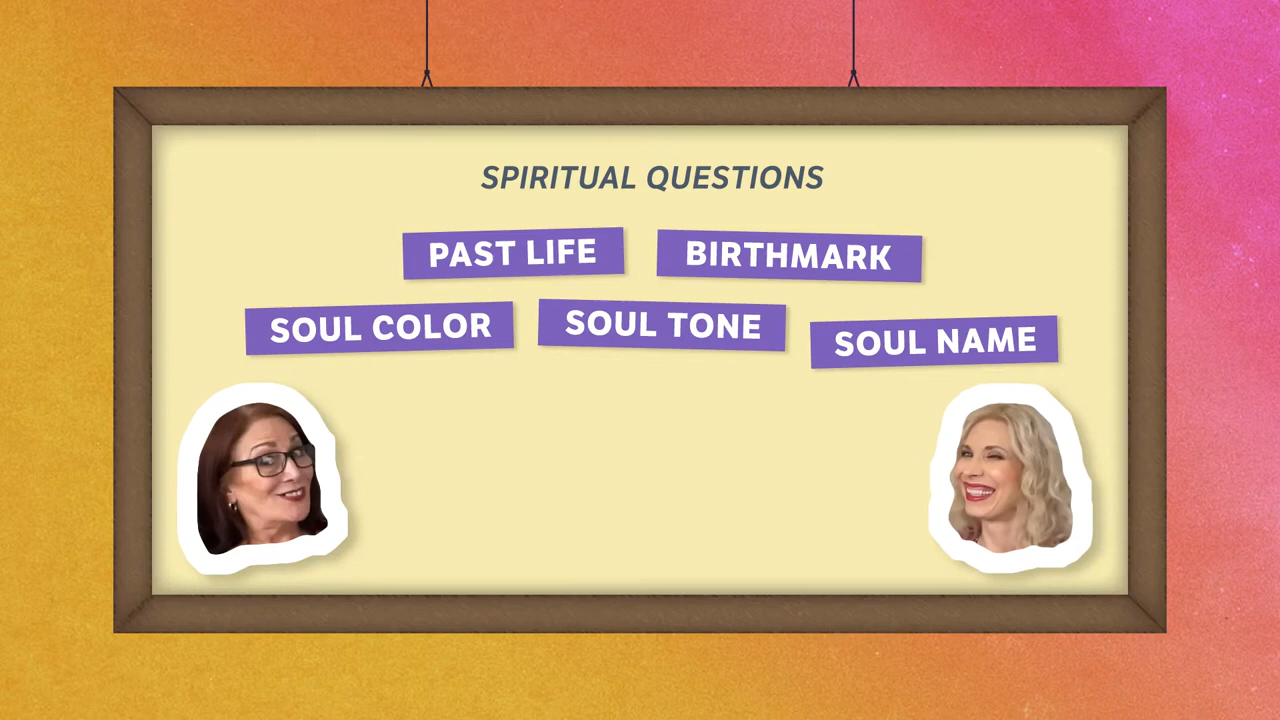 SPIRITUAL QUESTIONS
PAST LIFE
BIRTHMARK
SOUL COLOR
SOUL TONE
SOUL NAME